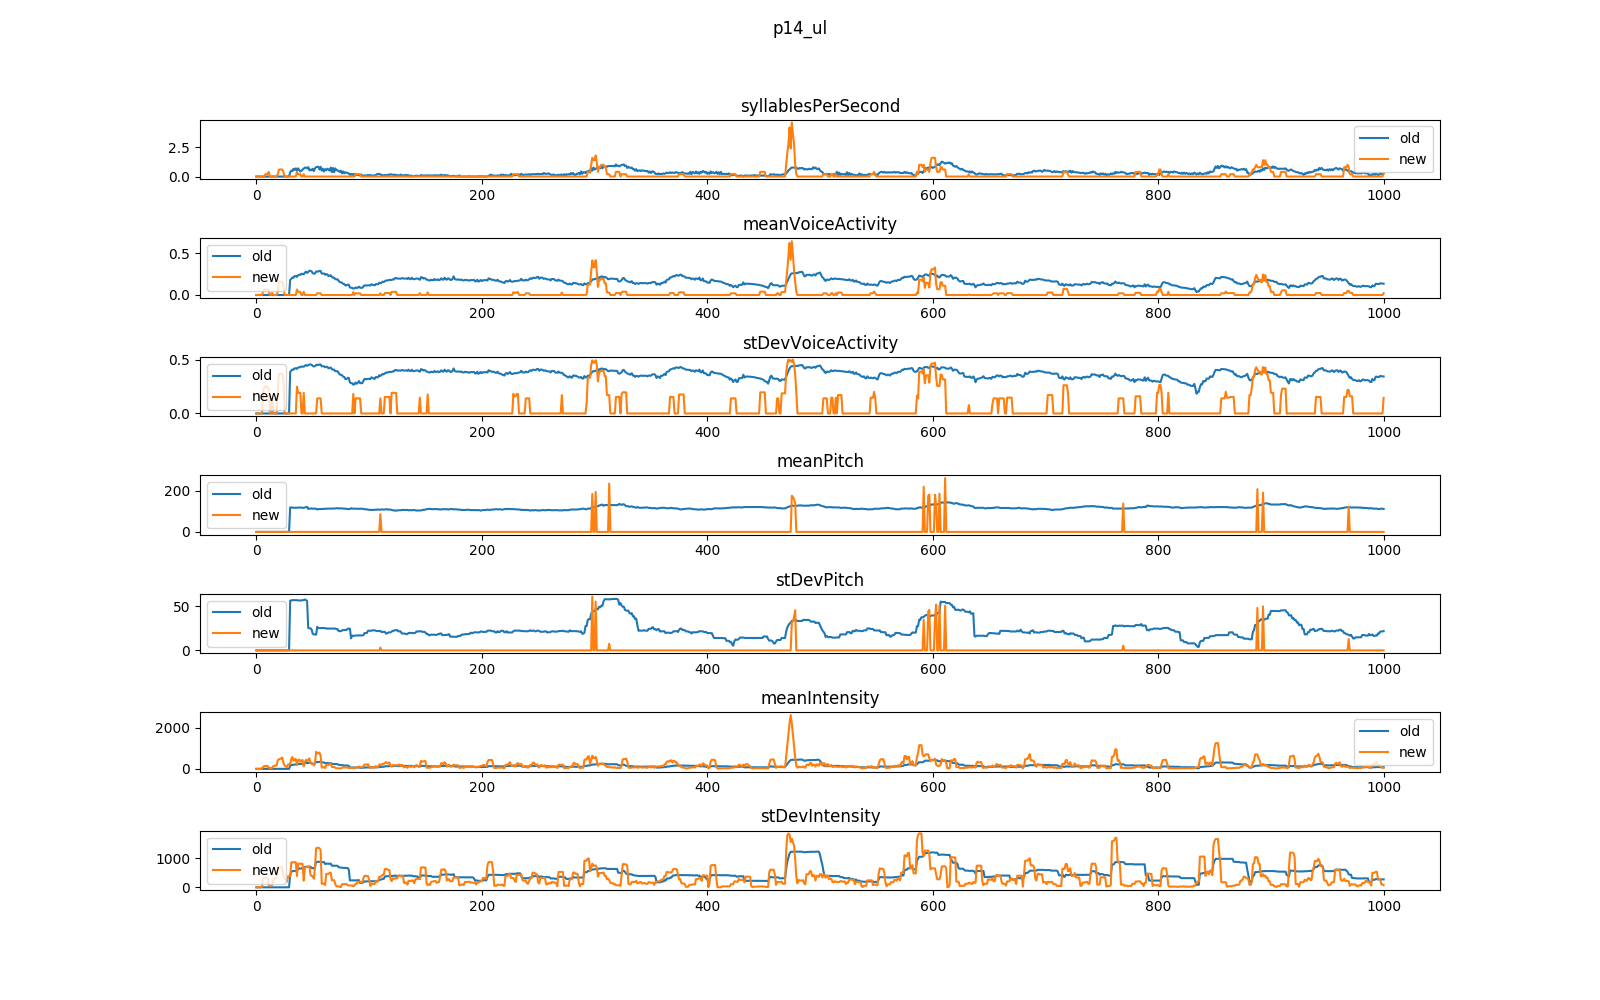 p14_ul
syllablesPerSecond
2.5
0.0
old
new
0 200 400 600 800 1000
meanVoiceActivity
0.5
0.0
old
new
0 200 400 600 800 1000
stDevVoiceActivity
0.5
0.0
old
new
0 200 400 600 800 1000
meanPitch
200
0
old
new
0 200 400 600 800 1000
stDevPitch
50
0
old
new
0 200 400 600 800 1000
meanIntensity
2000
0
old
new
0 200 400 600 800 1000
stDevIntensity
1000
0
old
new
0 200 400 600 800 1000